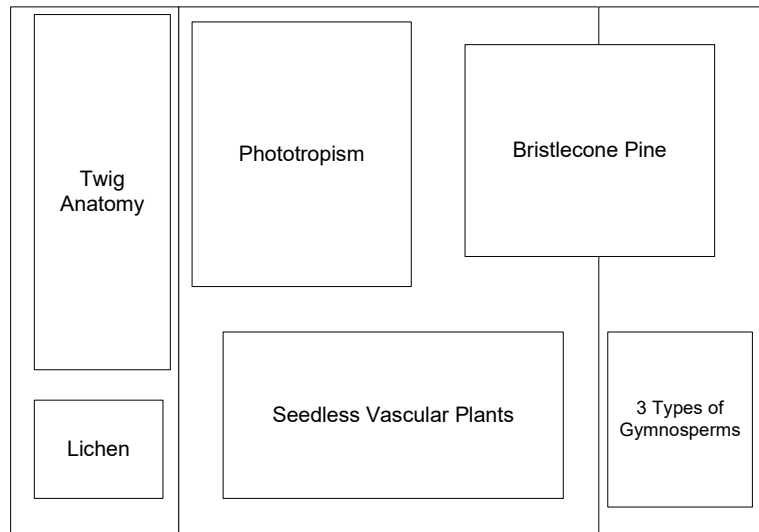 Twig
Anatomy
Phototropism
Bristlecone Pine
Lichen
Seedless Vascular Plants
3 Types of
Gymnosperms